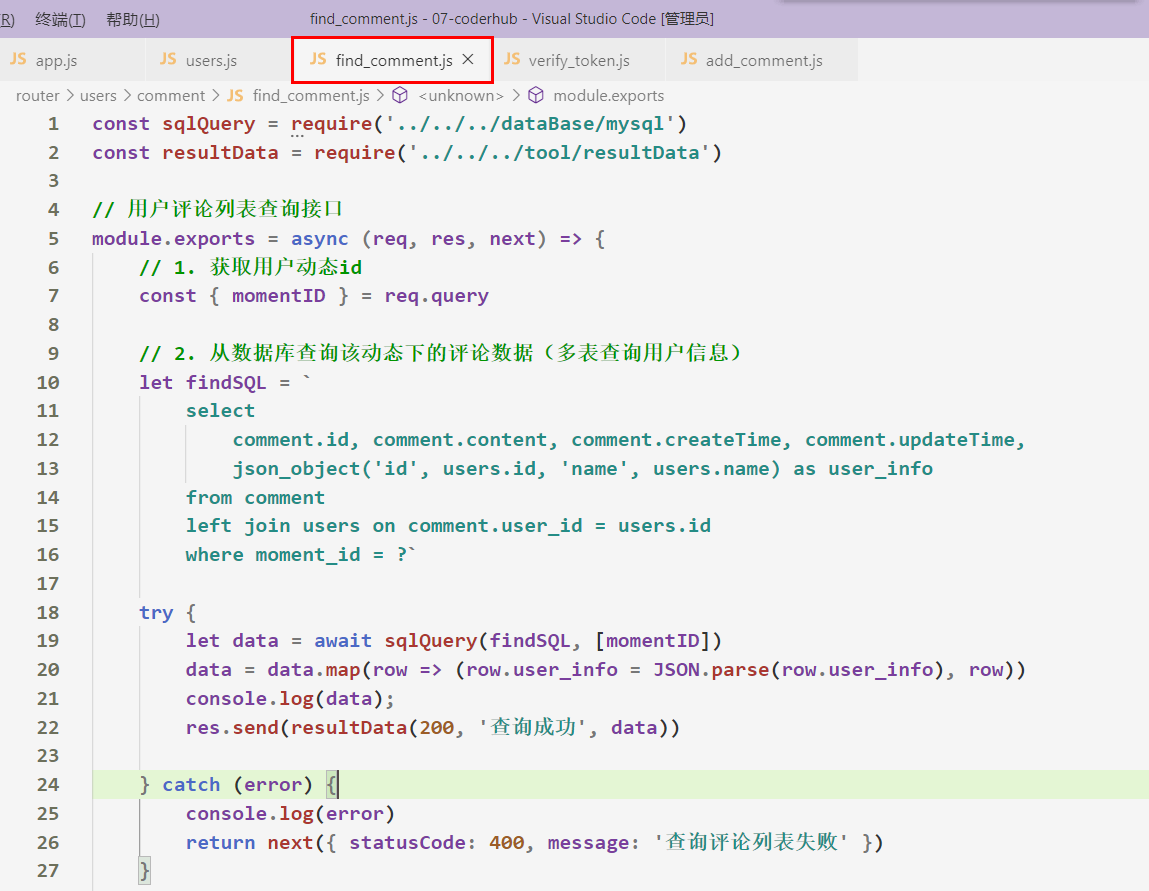 R) 终端(T) 帮助(H) find_comment.js - 07-coderhub - Visual Studio Code [管理员]
JS app.js JS users.js JS find_comment.js × JS verify_token.js JS add_comment.js
router > users > comment > JS find_comment.js > <unknown> > module.exports
1 const sqlQuery = require('../../../dataBase/mysql')
2 const resultData = require('../../../tool/resultData')
3
4 // 用户评论列表查询接口
5 module.exports = async (req, res, next) => {
6     // 1. 获取用户动态id
7     const { momentID } = req.query
8
9     // 2. 从数据库查询该动态下的评论数据（多表查询用户信息）
10     let findSQL = `
11         select
12             comment.id, comment.content, comment.createTime, comment.updateTime,
13             json_object('id', users.id, 'name', users.name) as user_info
14         from comment
15         left join users on comment.user_id = users.id
16         where moment_id = ?`
17
18     try {
19         let data = await sqlQuery(findSQL, [momentID])
20         data = data.map(row => (row.user_info = JSON.parse(row.user_info), row))
21         console.log(data);
22         res.send(resultData(200, '查询成功', data))
23
24     } catch (error) {
25         console.log(error)
26         return next({ statusCode: 400, message: '查询评论列表失败' })
27     }